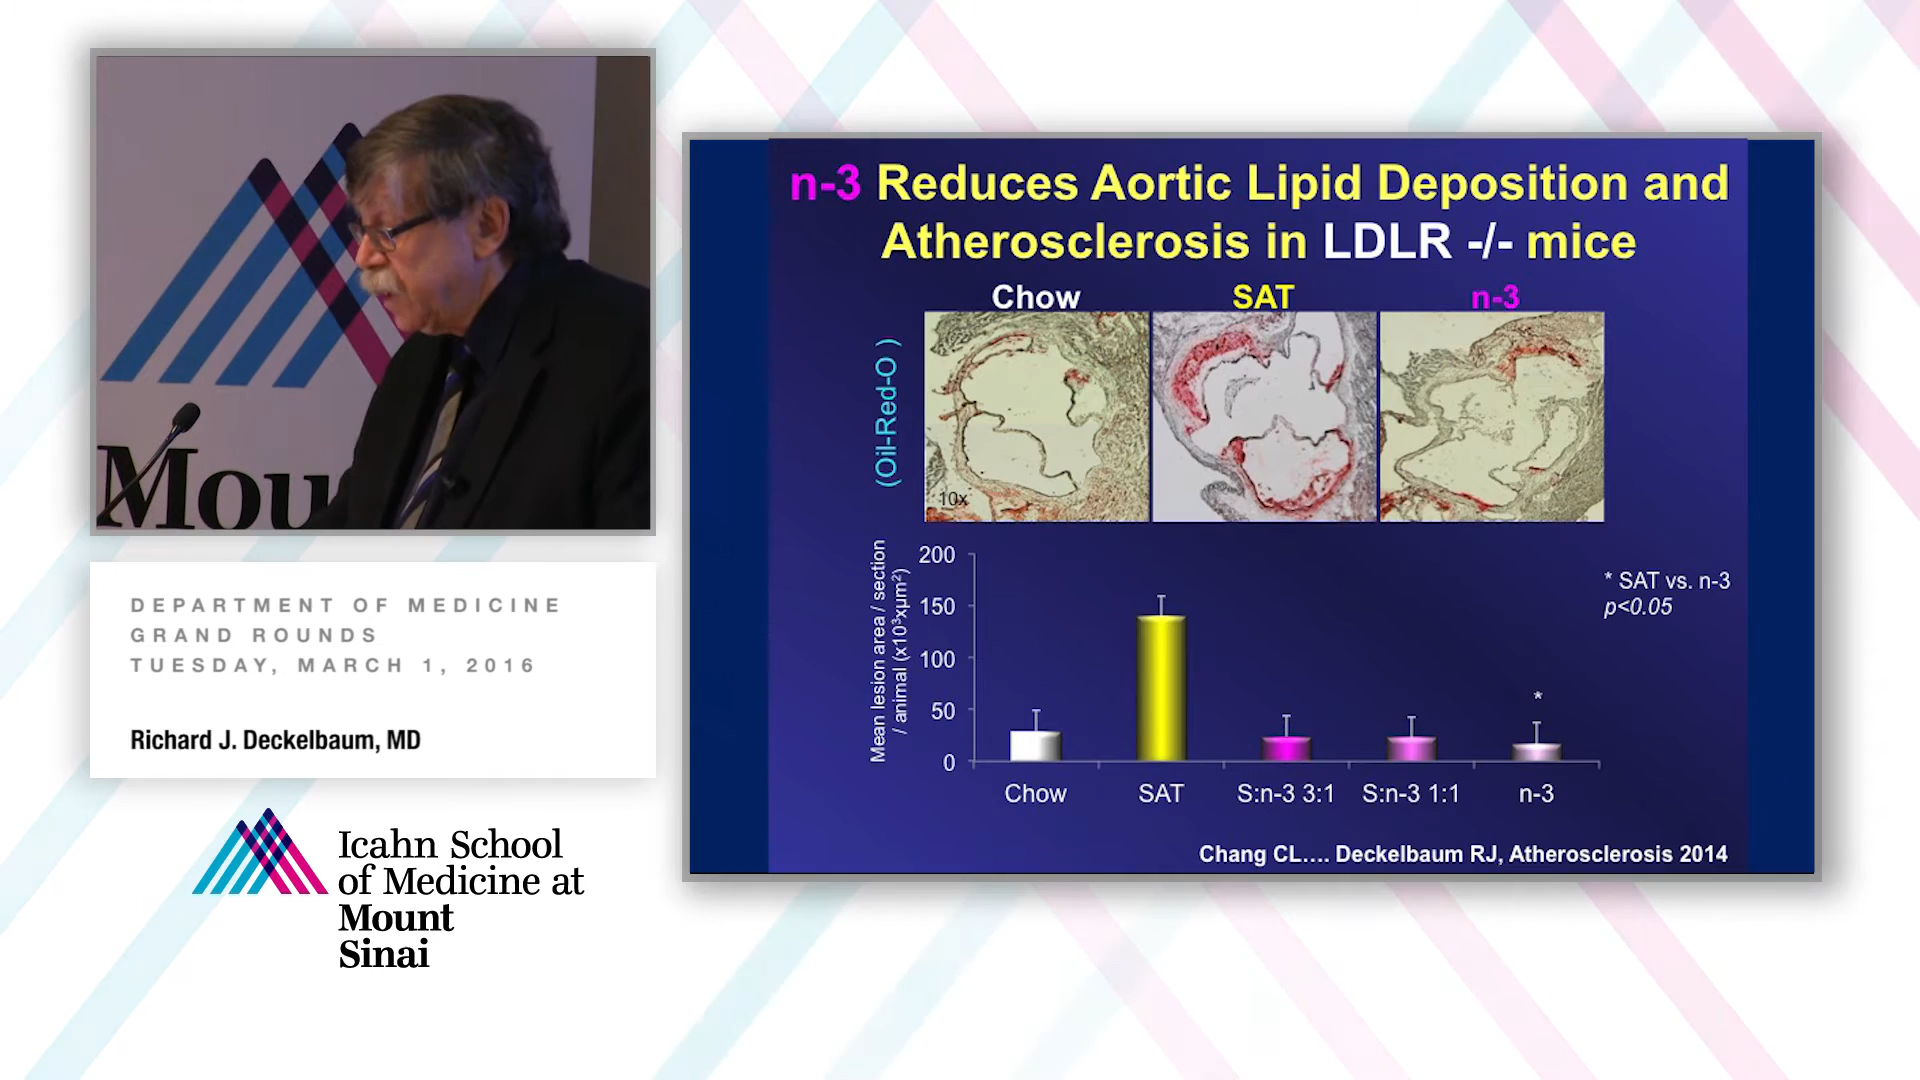 Mou
DEPARTMENT OF MEDICINE
GRAND ROUNDS
TUESDAY, MARCH 1, 2016
Richard J. Deckelbaum, MD
Icahn School
of Medicine at
Mount
Sinai
n-3 Reduces Aortic Lipid Deposition and
Atherosclerosis in LDLR -/- mice
Chow SAT n-3
(Oil-Red-O )
10x
Mean lesion area / section
/ animal (x10³xµm²)
200
150
100
50
0
*
Chow SAT S:n-3 3:1 S:n-3 1:1 n-3
* SAT vs. n-3
p<0.05
Chang CL…. Deckelbaum RJ, Atherosclerosis 2014